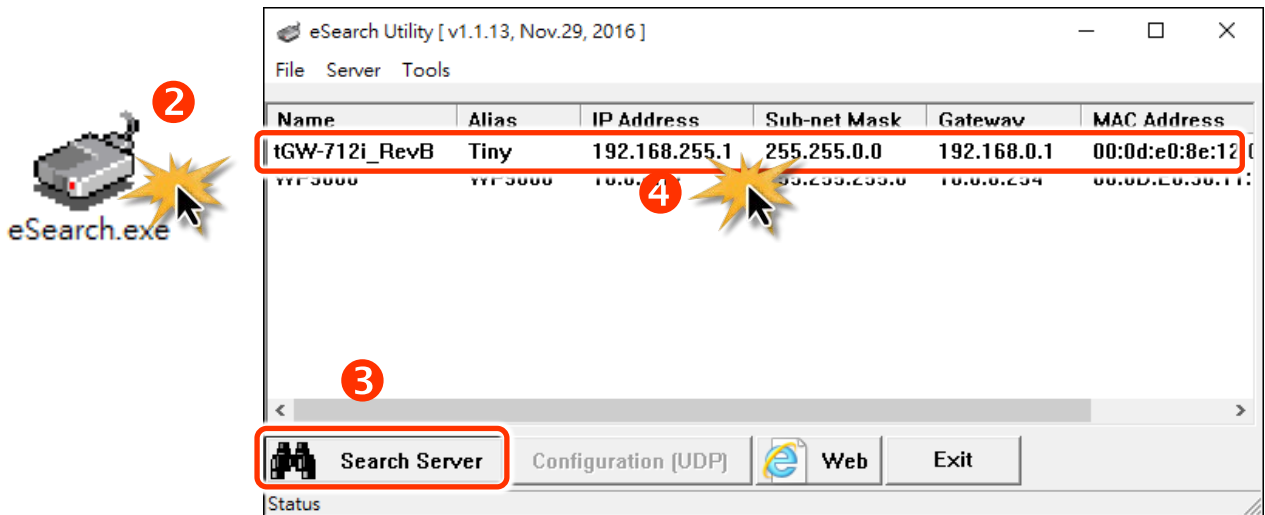 2
eSearch.exe
eSearch Utility [ v1.1.13, Nov.29, 2016 ]
File Server Tools
Name Alias IP Address Sub-net Mask Gateway MAC Address
tGW-712i_RevB Tiny 192.168.255.1 255.255.0.0 192.168.0.1 00:0d:e0:8e:12
4
3
Search Server Configuration (UDP) Web Exit
Status